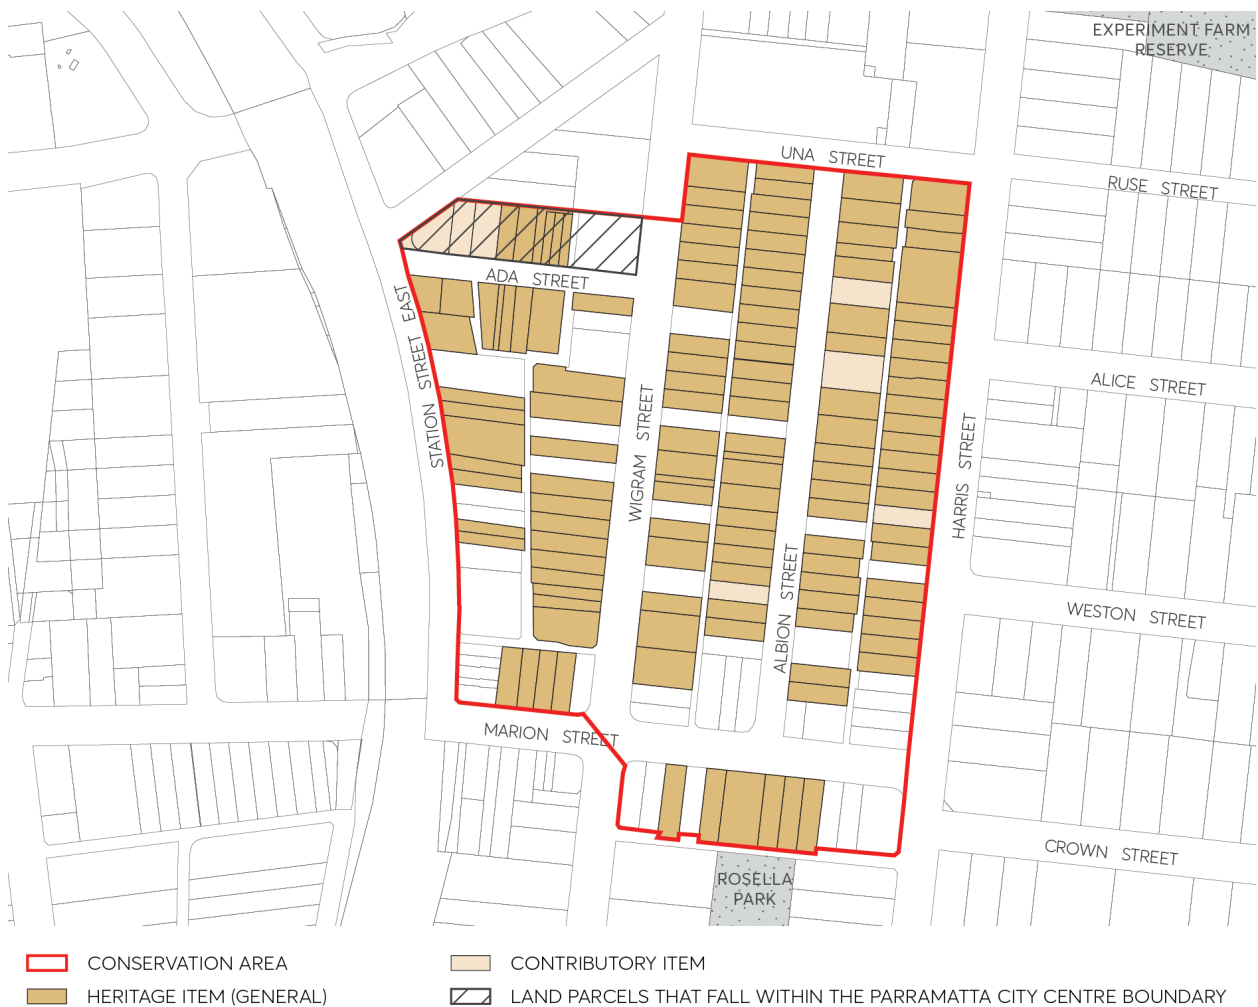 EXPERIMENT FARM
RESERVE
UNA STREET
RUSE STREET
ADA STREET
STATION STREET EAST
ALICE STREET
WIGRAM STREET
HARRIS STREET
ALBION STREET
WESTON STREET
MARION STREET
CROWN STREET
ROSELLA
PARK
CONSERVATION AREA
CONTRIBUTORY ITEM
HERITAGE ITEM (GENERAL)
LAND PARCELS THAT FALL WITHIN THE PARRAMATTA CITY CENTRE BOUNDARY